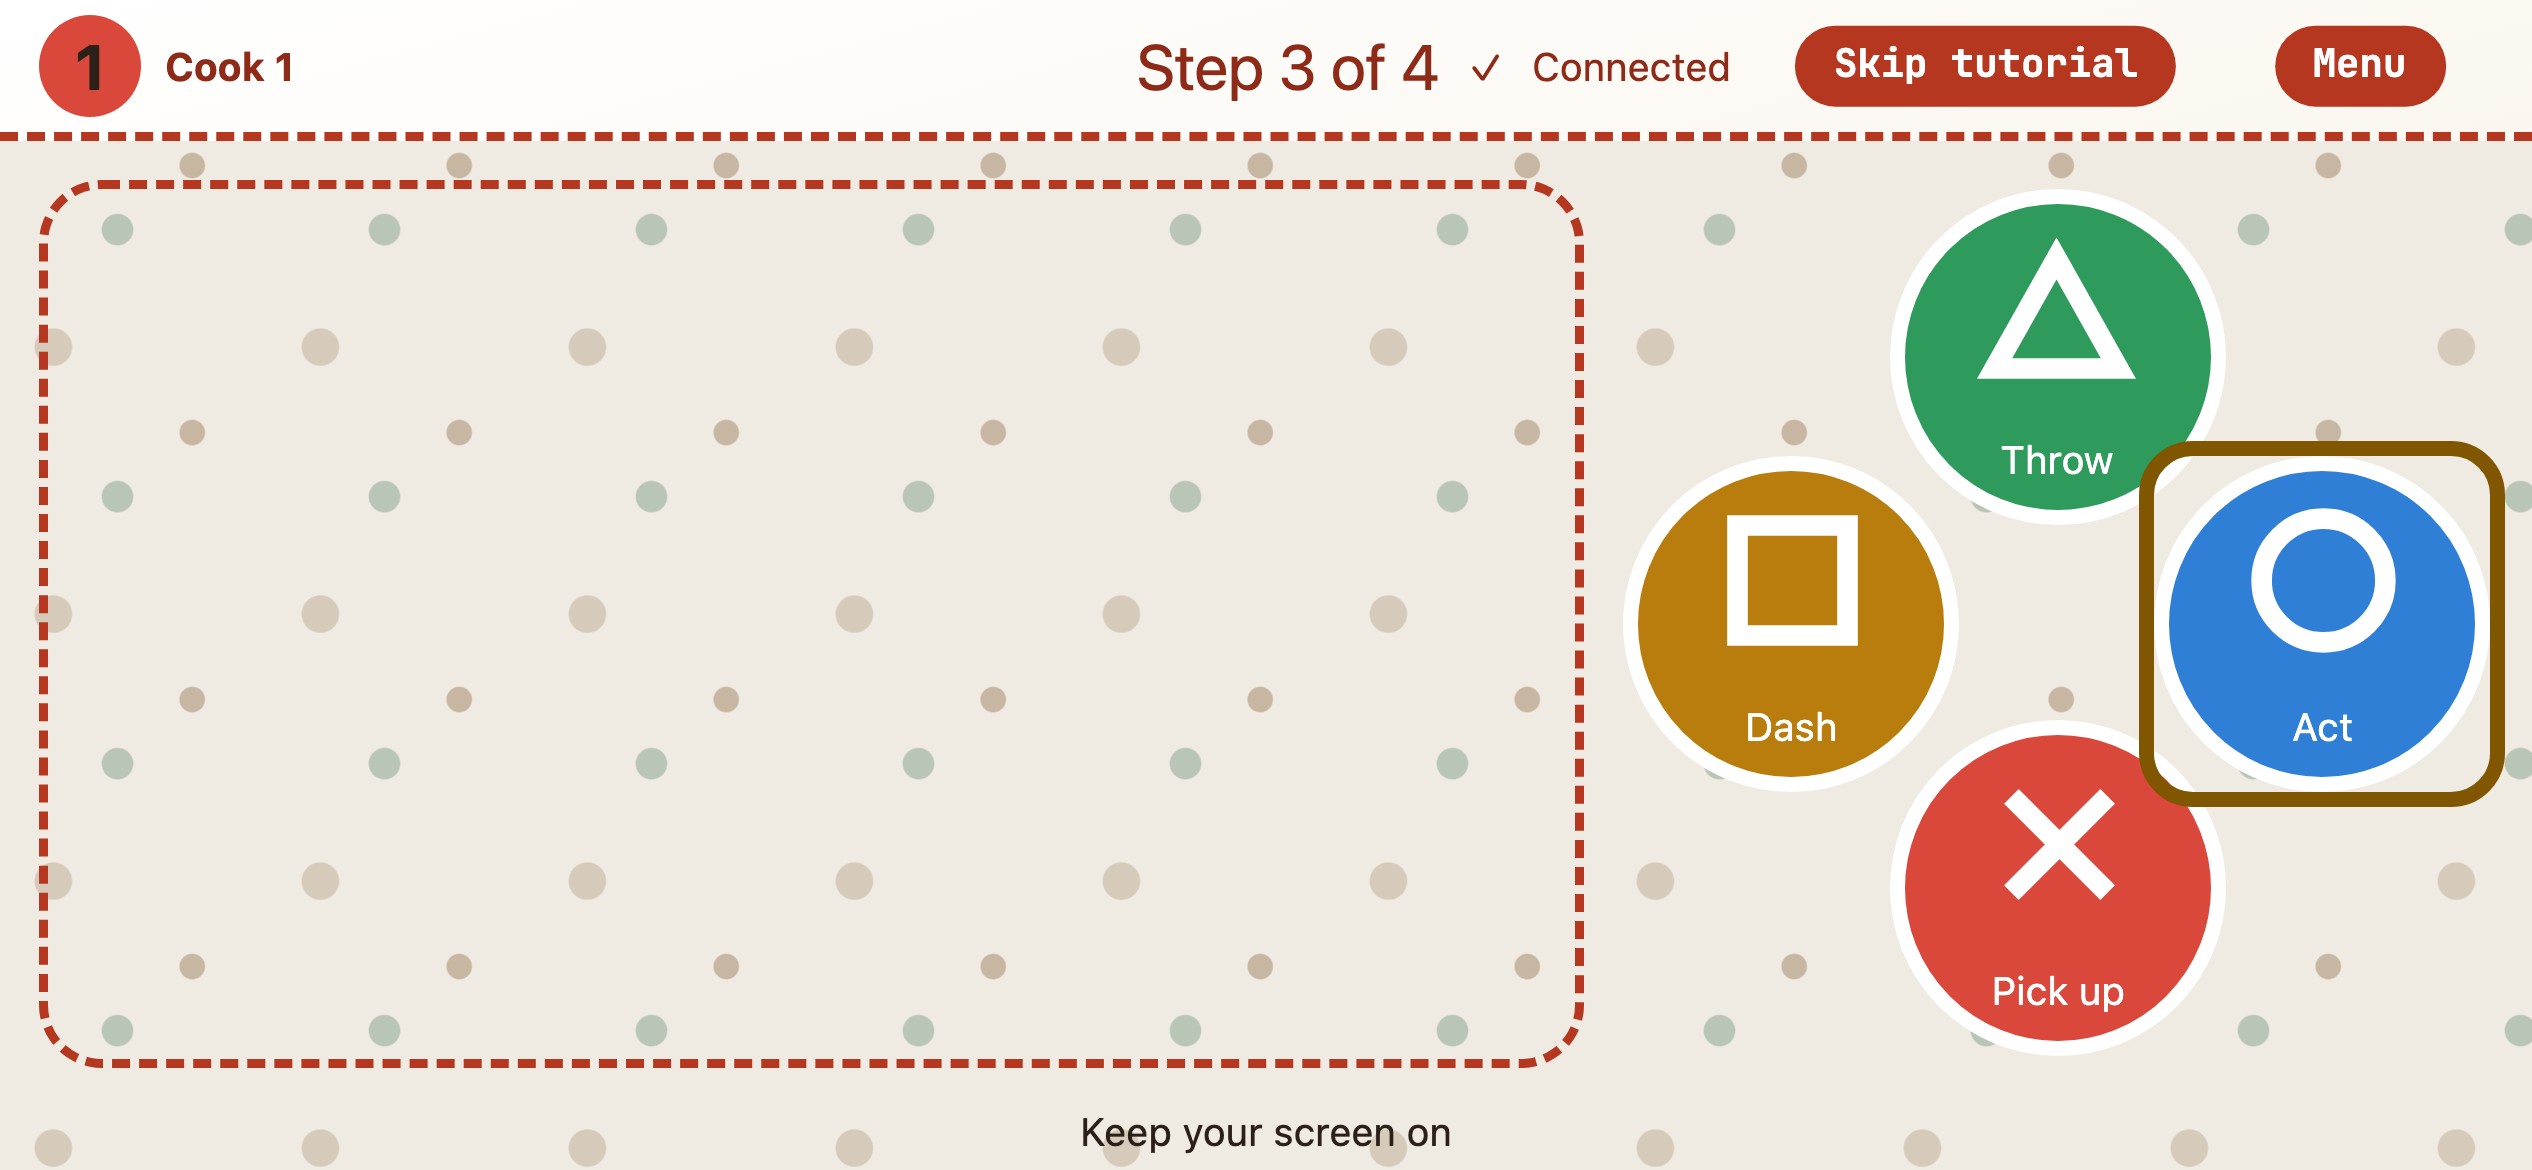 1 Cook 1 Step 3 of 4 ✓ Connected Skip tutorial Menu
Throw
Dash
Act
Pick up
Keep your screen on